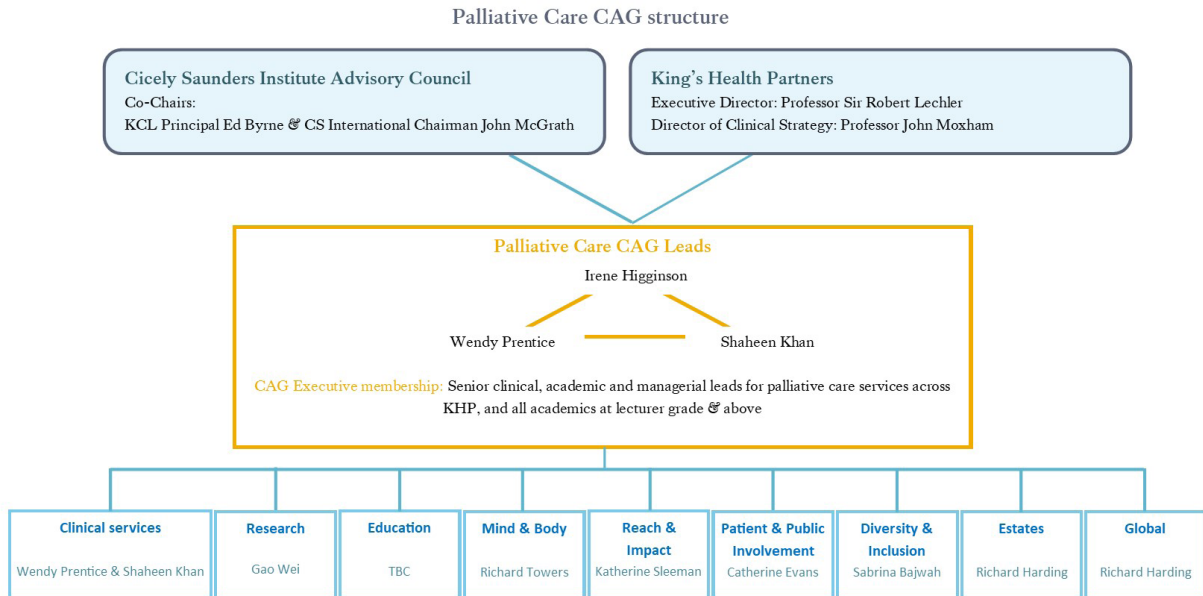 Palliative Care CAG structure
Cicely Saunders Institute Advisory Council
Co-Chairs:
KCL Principal Ed Byrne & CS International Chairman John McGrath
King's Health Partners
Executive Director: Professor Sir Robert Lechler
Director of Clinical Strategy: Professor John Moxham
Palliative Care CAG Leads
Irene Higginson
Wendy Prentice
Shaheen Khan
CAG Executive membership: Senior clinical, academic and managerial leads for palliative care services across
KHP, and all academics at lecturer grade & above
Clinical services
Wendy Prentice & Shaheen Khan
Research
Gao Wei
Education
TBC
Mind & Body
Richard Towers
Reach &
Impact
Katherine Sleeman
Patient & Public
Involvement
Catherine Evans
Diversity &
Inclusion
Sabrina Bajwah
Estates
Richard Harding
Global
Richard Harding